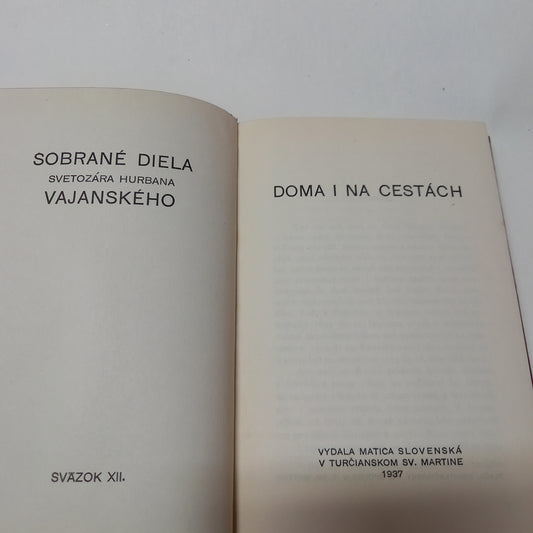 SOBRANÉ DIELA
SVETOZÁRA HURBANA
VAJANSKÉHO
SVÄZOK XII.
DOMA I NA CESTÁCH
VYDALA MATICA SLOVENSKÁ
V TURČIANSKOM SV. MARTINE
1937